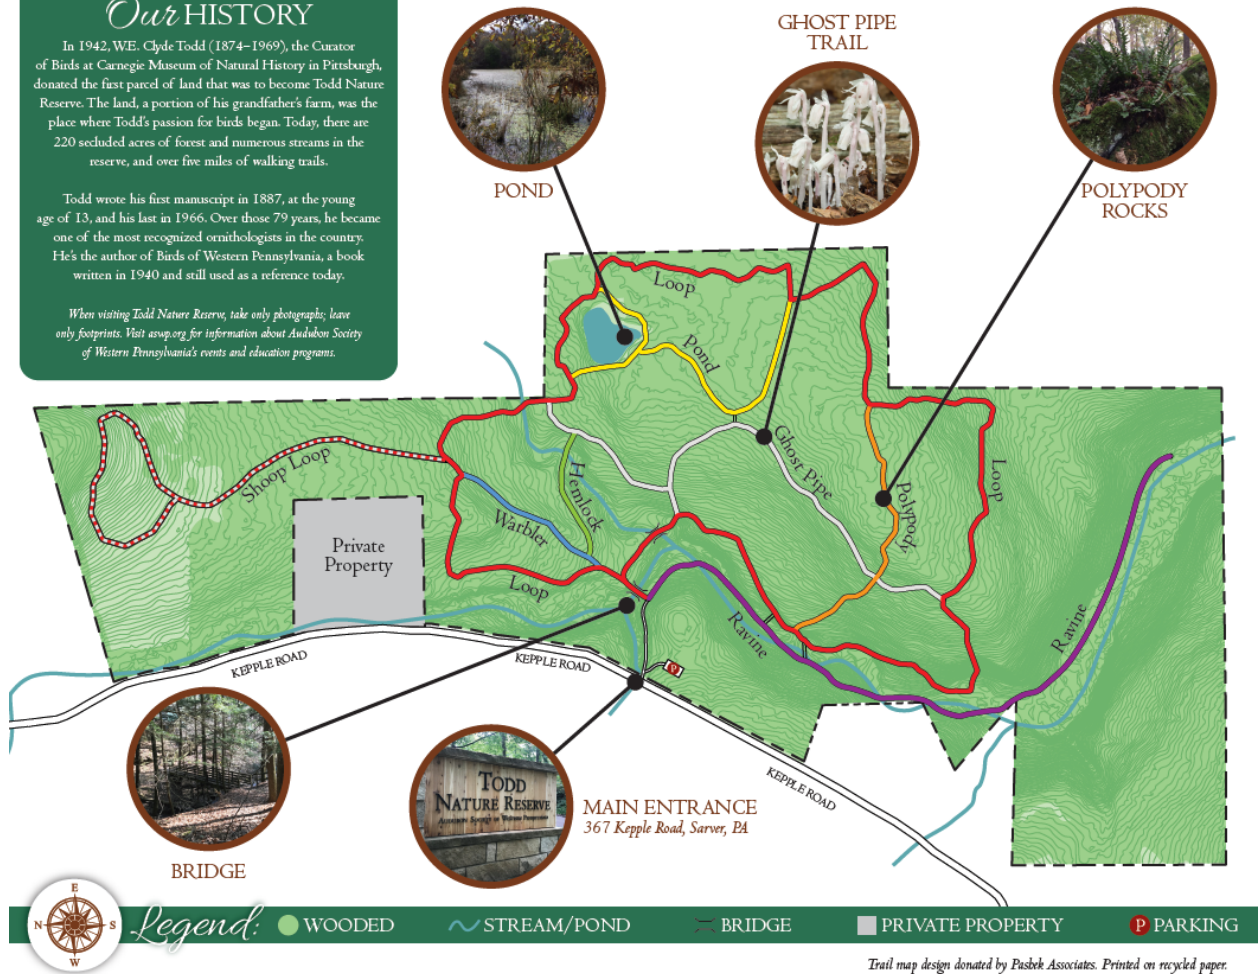 Our HISTORY
In 1942, W.E. Clyde Todd (1874–1969), the Curator
of Birds at Carnegie Museum of Natural History in Pittsburgh,
donated the first parcel of land that was to become Todd Nature
Reserve. The land, a portion of his grandfather's farm, was the
place where Todd's passion for birds began. Today, there are
220 secluded acres of forest and numerous streams in the
reserve, and over five miles of walking trails.
Todd wrote his first manuscript in 1887, at the young
age of 13, and his last in 1966. Over those 79 years, he became
one of the most recognized ornithologists in the country.
He's the author of Birds of Western Pennsylvania, a book
written in 1940 and still used as a reference today.
When visiting Todd Nature Reserve, take only photographs; leave
only footprints. Visit aswp.org for information about Audubon Society
of Western Pennsylvania's events and education programs.
POND
GHOST PIPE
TRAIL
POLYPODY
ROCKS
Loop
Pond
Ghost Pipe
Shoop Loop
Hemlock
Warbler
Polypody
Loop
Private
Property
Loop
Ravine
Ravine
KEPPLE ROAD
KEPPLE ROAD
KEPPLE ROAD
P
BRIDGE
TODD
NATURE RESERVE
AUDUBON SOCIETY OF WESTERN PENNSYLVANIA
MAIN ENTRANCE
367 Kepple Road, Sarver, PA
E
N S
W
Legend:
WOODED
STREAM/POND
BRIDGE
PRIVATE PROPERTY
P PARKING
Trail map design donated by Pashek Associates. Printed on recycled paper.